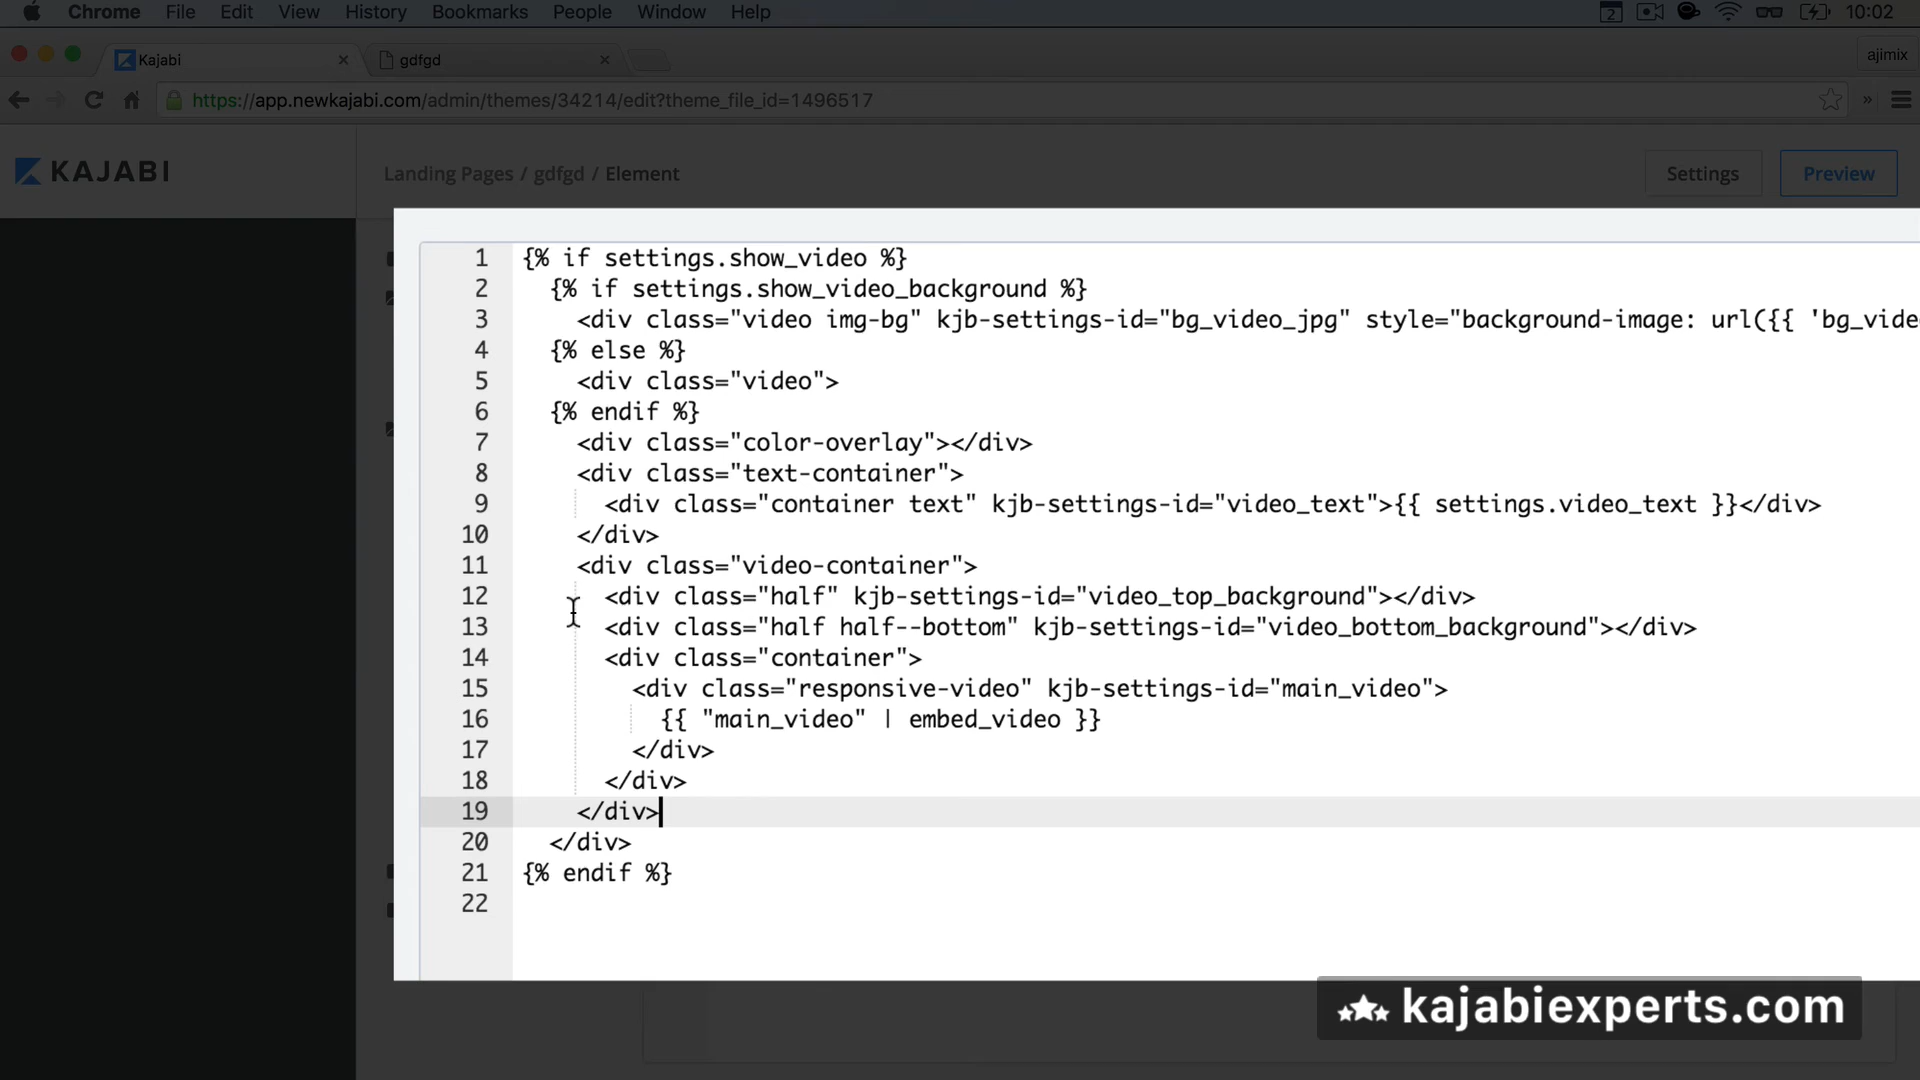 Chrome File Edit View History Bookmarks People Window Help 2 10:02
Kajabi gdfgd ajimix
https://app.newkajabi.com/admin/themes/34214/edit?theme_file_id=1496517 »
KAJABI
Landing Pages / gdfgd / Element Settings Preview
1 {% if settings.show_video %}
2 {% if settings.show_video_background %}
3 <div class="video img-bg" kjb-settings-id="bg_video_jpg" style="background-image: url({{ 'bg_vide
4 {% else %}
5 <div class="video">
6 {% endif %}
7 <div class="color-overlay"></div>
8 <div class="text-container">
9 <div class="container text" kjb-settings-id="video_text">{{ settings.video_text }}</div>
10 </div>
11 <div class="video-container">
12 <div class="half" kjb-settings-id="video_top_background"></div>
13 <div class="half half--bottom" kjb-settings-id="video_bottom_background"></div>
14 <div class="container">
15 <div class="responsive-video" kjb-settings-id="main_video">
16 {{ "main_video" | embed_video }}
17 </div>
18 </div>
19 </div>
20 </div>
21 {% endif %}
22
kajabiexperts.com